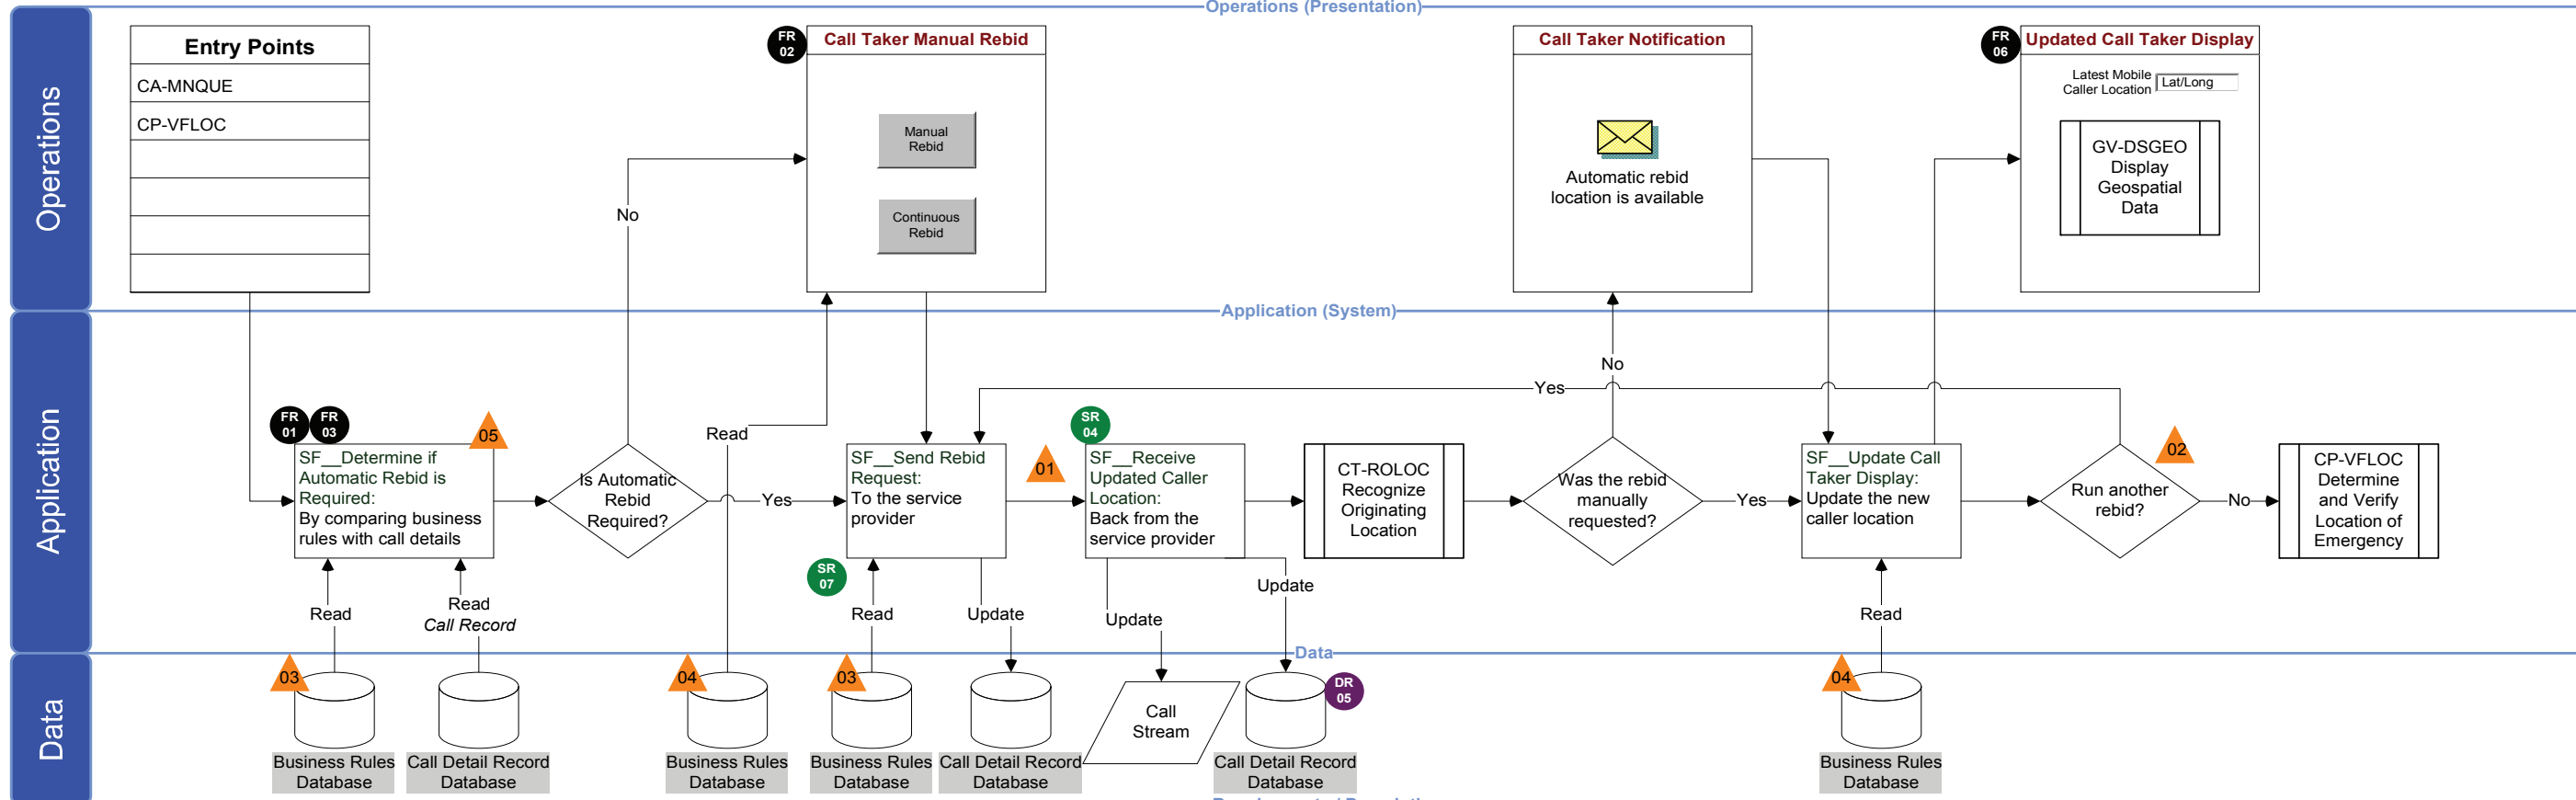 Operations (Presentation)
Operations
Entry Points
CA-MNQUE
CP-VFLOC
FR
02
Call Taker Manual Rebid
Manual
Rebid
Continuous
Rebid
Call Taker Notification
Automatic rebid
location is available
FR
06
Updated Call Taker Display
Latest Mobile
Caller Location
Lat/Long
GV-DSGEO
Display
Geospatial
Data
No
Application (System)
Application
No
Yes
FR
01
FR
03
05
SF__Determine if
Automatic Rebid is
Required:
By comparing business
rules with call details
Is Automatic
Rebid
Required?
Read
Yes
SF__Send Rebid
Request:
To the service
provider
01
SR
04
SF__Receive
Updated Caller
Location:
Back from the
service provider
CT-ROLOC
Recognize
Originating
Location
Was the rebid
manually
requested?
Yes
SF__Update Call
Taker Display:
Update the new
caller location
02
Run another
rebid?
No
CP-VFLOC
Determine
and Verify
Location of
Emergency
SR
07
Read
Read
Call Record
Read
Update
Update
Update
Read
Data
Data
03
Business Rules
Database
Call Detail Record
Database
04
Business Rules
Database
03
Business Rules
Database
Call Detail Record
Database
Call
Stream
DR
05
Call Detail Record
Database
04
Business Rules
Database